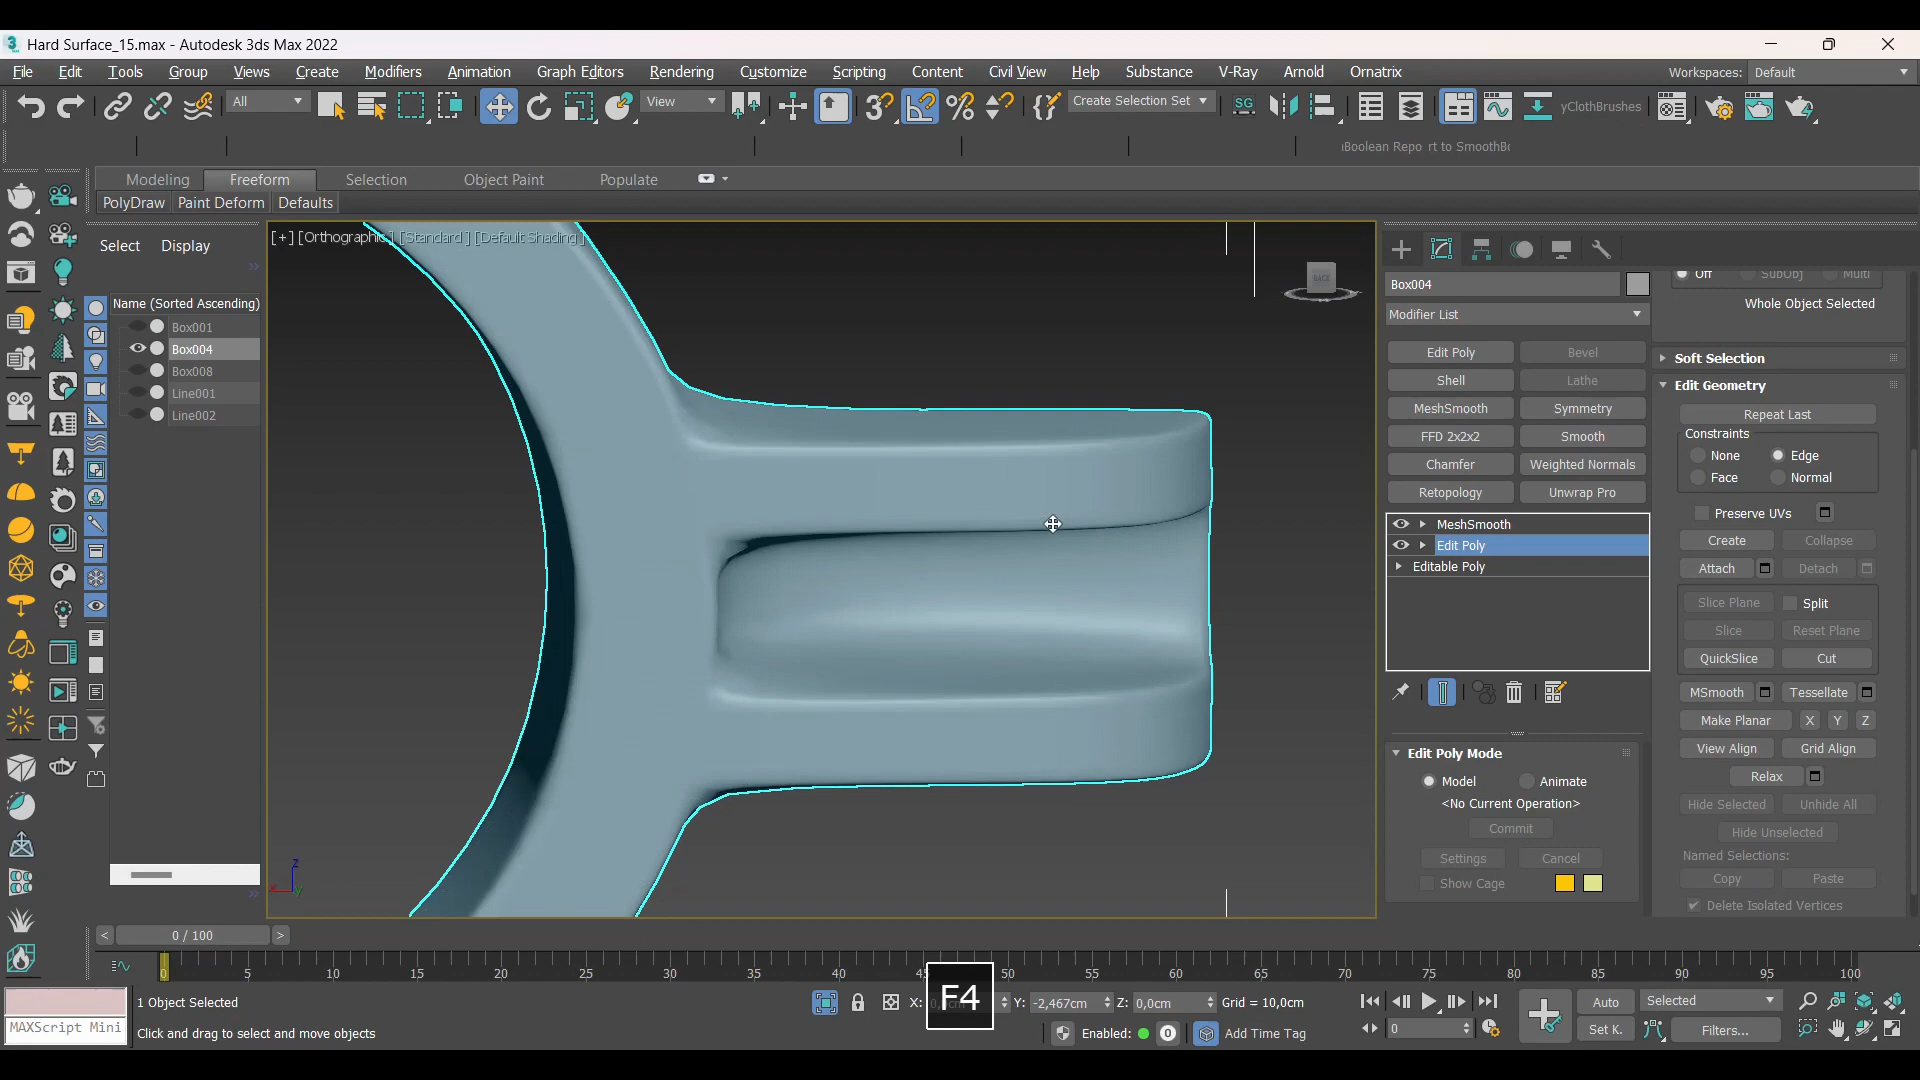 Hard Surface_15.max - Autodesk 3ds Max 2022
File Edit Tools Group Views Create Modifiers Animation Graph Editors Rendering Customize Scripting Content Civil View Help Substance V-Ray Arnold Ornatrix
Workspaces: Default
All View Create Selection Set SG yClothBrushes
Boolean Repo rt to SmoothBo
Modeling Freeform Selection Object Paint Populate
PolyDraw Paint Deform Defaults
Select Display
Name (Sorted Ascending)
Box001
Box004
Box008
Line001
Line002
[+] [Orthographic] [Standard] [Default Shading]
BACK
z
x
y
Box004
Modifier List
Edit Poly Bevel
Shell Lathe
MeshSmooth Symmetry
FFD 2x2x2 Smooth
Chamfer Weighted Normals
Retopology Unwrap Pro
MeshSmooth
Edit Poly
Editable Poly
Edit Poly Mode
Model Animate
<No Current Operation>
Commit
Settings Cancel
Show Cage
Off SubObj Multi
Whole Object Selected
Soft Selection
Edit Geometry
Repeat Last
Constraints
None Edge
Face Normal
Preserve UVs
Create Collapse
Attach Detach
Slice Plane Split
Slice Reset Plane
QuickSlice Cut
MSmooth Tessellate
Make Planar X Y Z
View Align Grid Align
Relax
Hide Selected Unhide All
Hide Unselected
Named Selections:
Copy Paste
Delete Isolated Vertices
< 0 / 100 >
0 5 10 15 20 25 30 35 40 45 50 55 60 65 70 75 80 85 90 95 100
F4
1 Object Selected
MAXScript Mini
Click and drag to select and move objects
X: Y: -2,467cm Z: 0,0cm Grid = 10,0cm
Enabled: 0 Add Time Tag
0
Auto Selected
Set K. Filters...